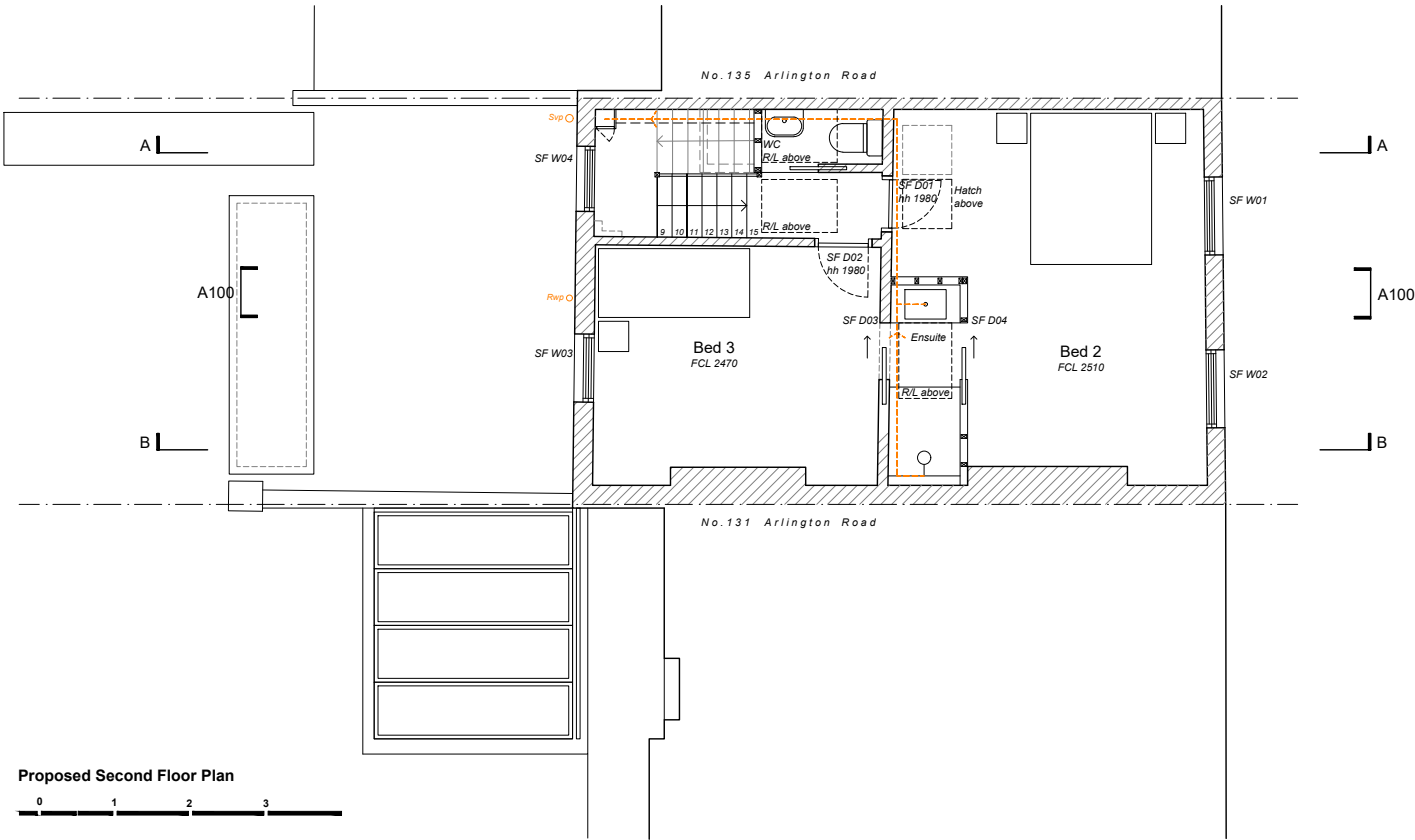 No.135 Arlington Road
Svp
A
A
WC
R/L above
SF W04
SF D01
hh 1980
Hatch
above
SF W01
R/L above
9 10 11 12 13 14 15
SF D02
hh 1980
A100
A100
Rwp
SF D03
SF D04
Ensuite
SF W03
Bed 3
FCL 2470
Bed 2
FCL 2510
SF W02
R/L above
B
B
No.131 Arlington Road
Proposed Second Floor Plan
0 1 2 3